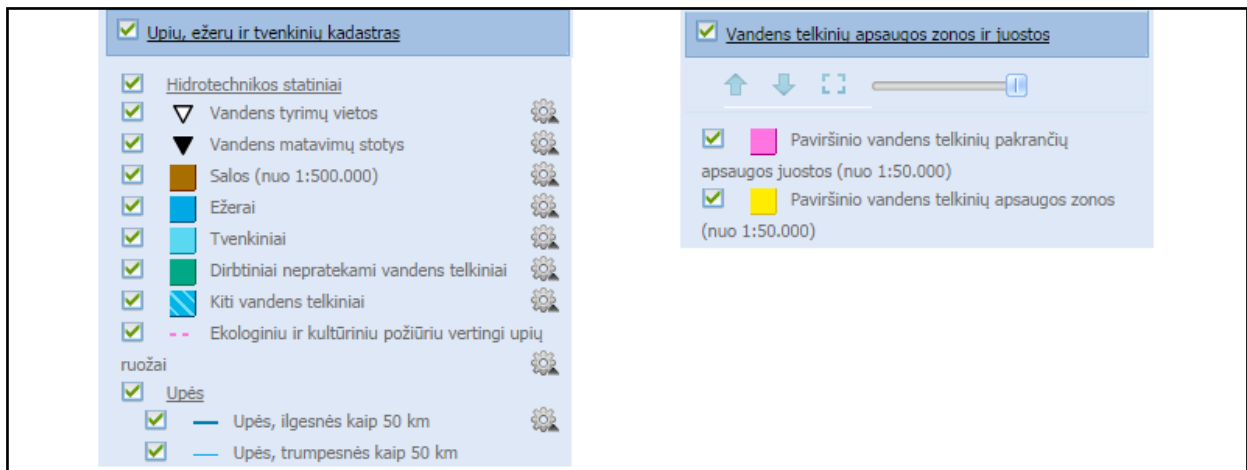 Upių, ežerų ir tvenkinių kadastras
Hidrotechnikos statiniai
Vandens tyrimų vietos
Vandens matavimų stotys
Salos (nuo 1:500.000)
Ežerai
Tvenkiniai
Dirbtiniai nepratekami vandens telkiniai
Kiti vandens telkiniai
Ekologiniu ir kultūriniu požiūriu vertingi upių
ruožai
Upės
Upės, ilgesnės kaip 50 km
Upės, trumpesnės kaip 50 km
Vandens telkinių apsaugos zonos ir juostos
Paviršinio vandens telkinių pakrančių
apsaugos juostos (nuo 1:50.000)
Paviršinio vandens telkinių apsaugos zonos
(nuo 1:50.000)